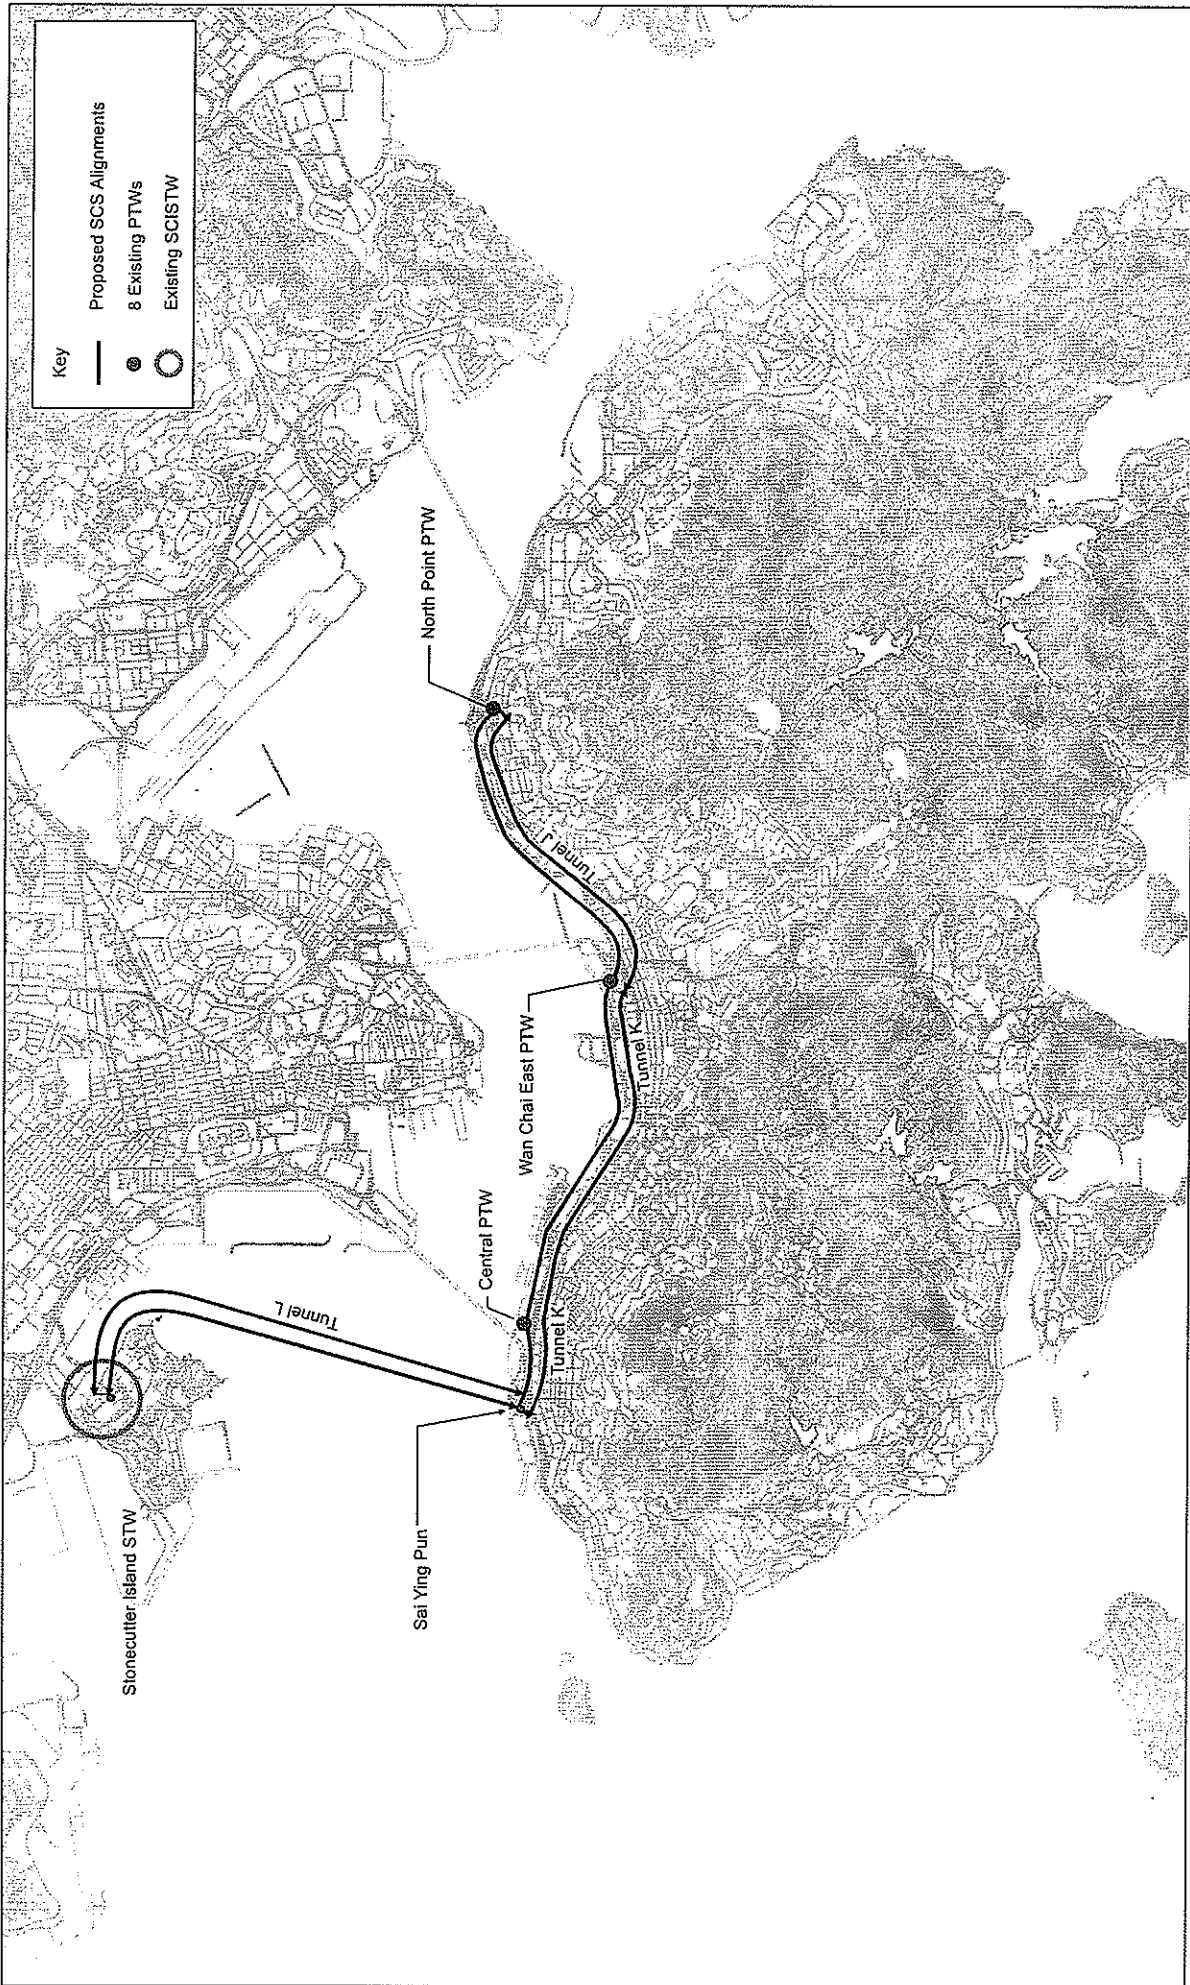 Key
Proposed SCS Alignments
8 Existing PTWs
Existing SCISTW
Stonecutter Island STW
Tunnel L
Sai Ying Pun
Central PTW
Tunnel K
Wan Chai East PTW
Tunnel K
Tunnel J
North Point PTW